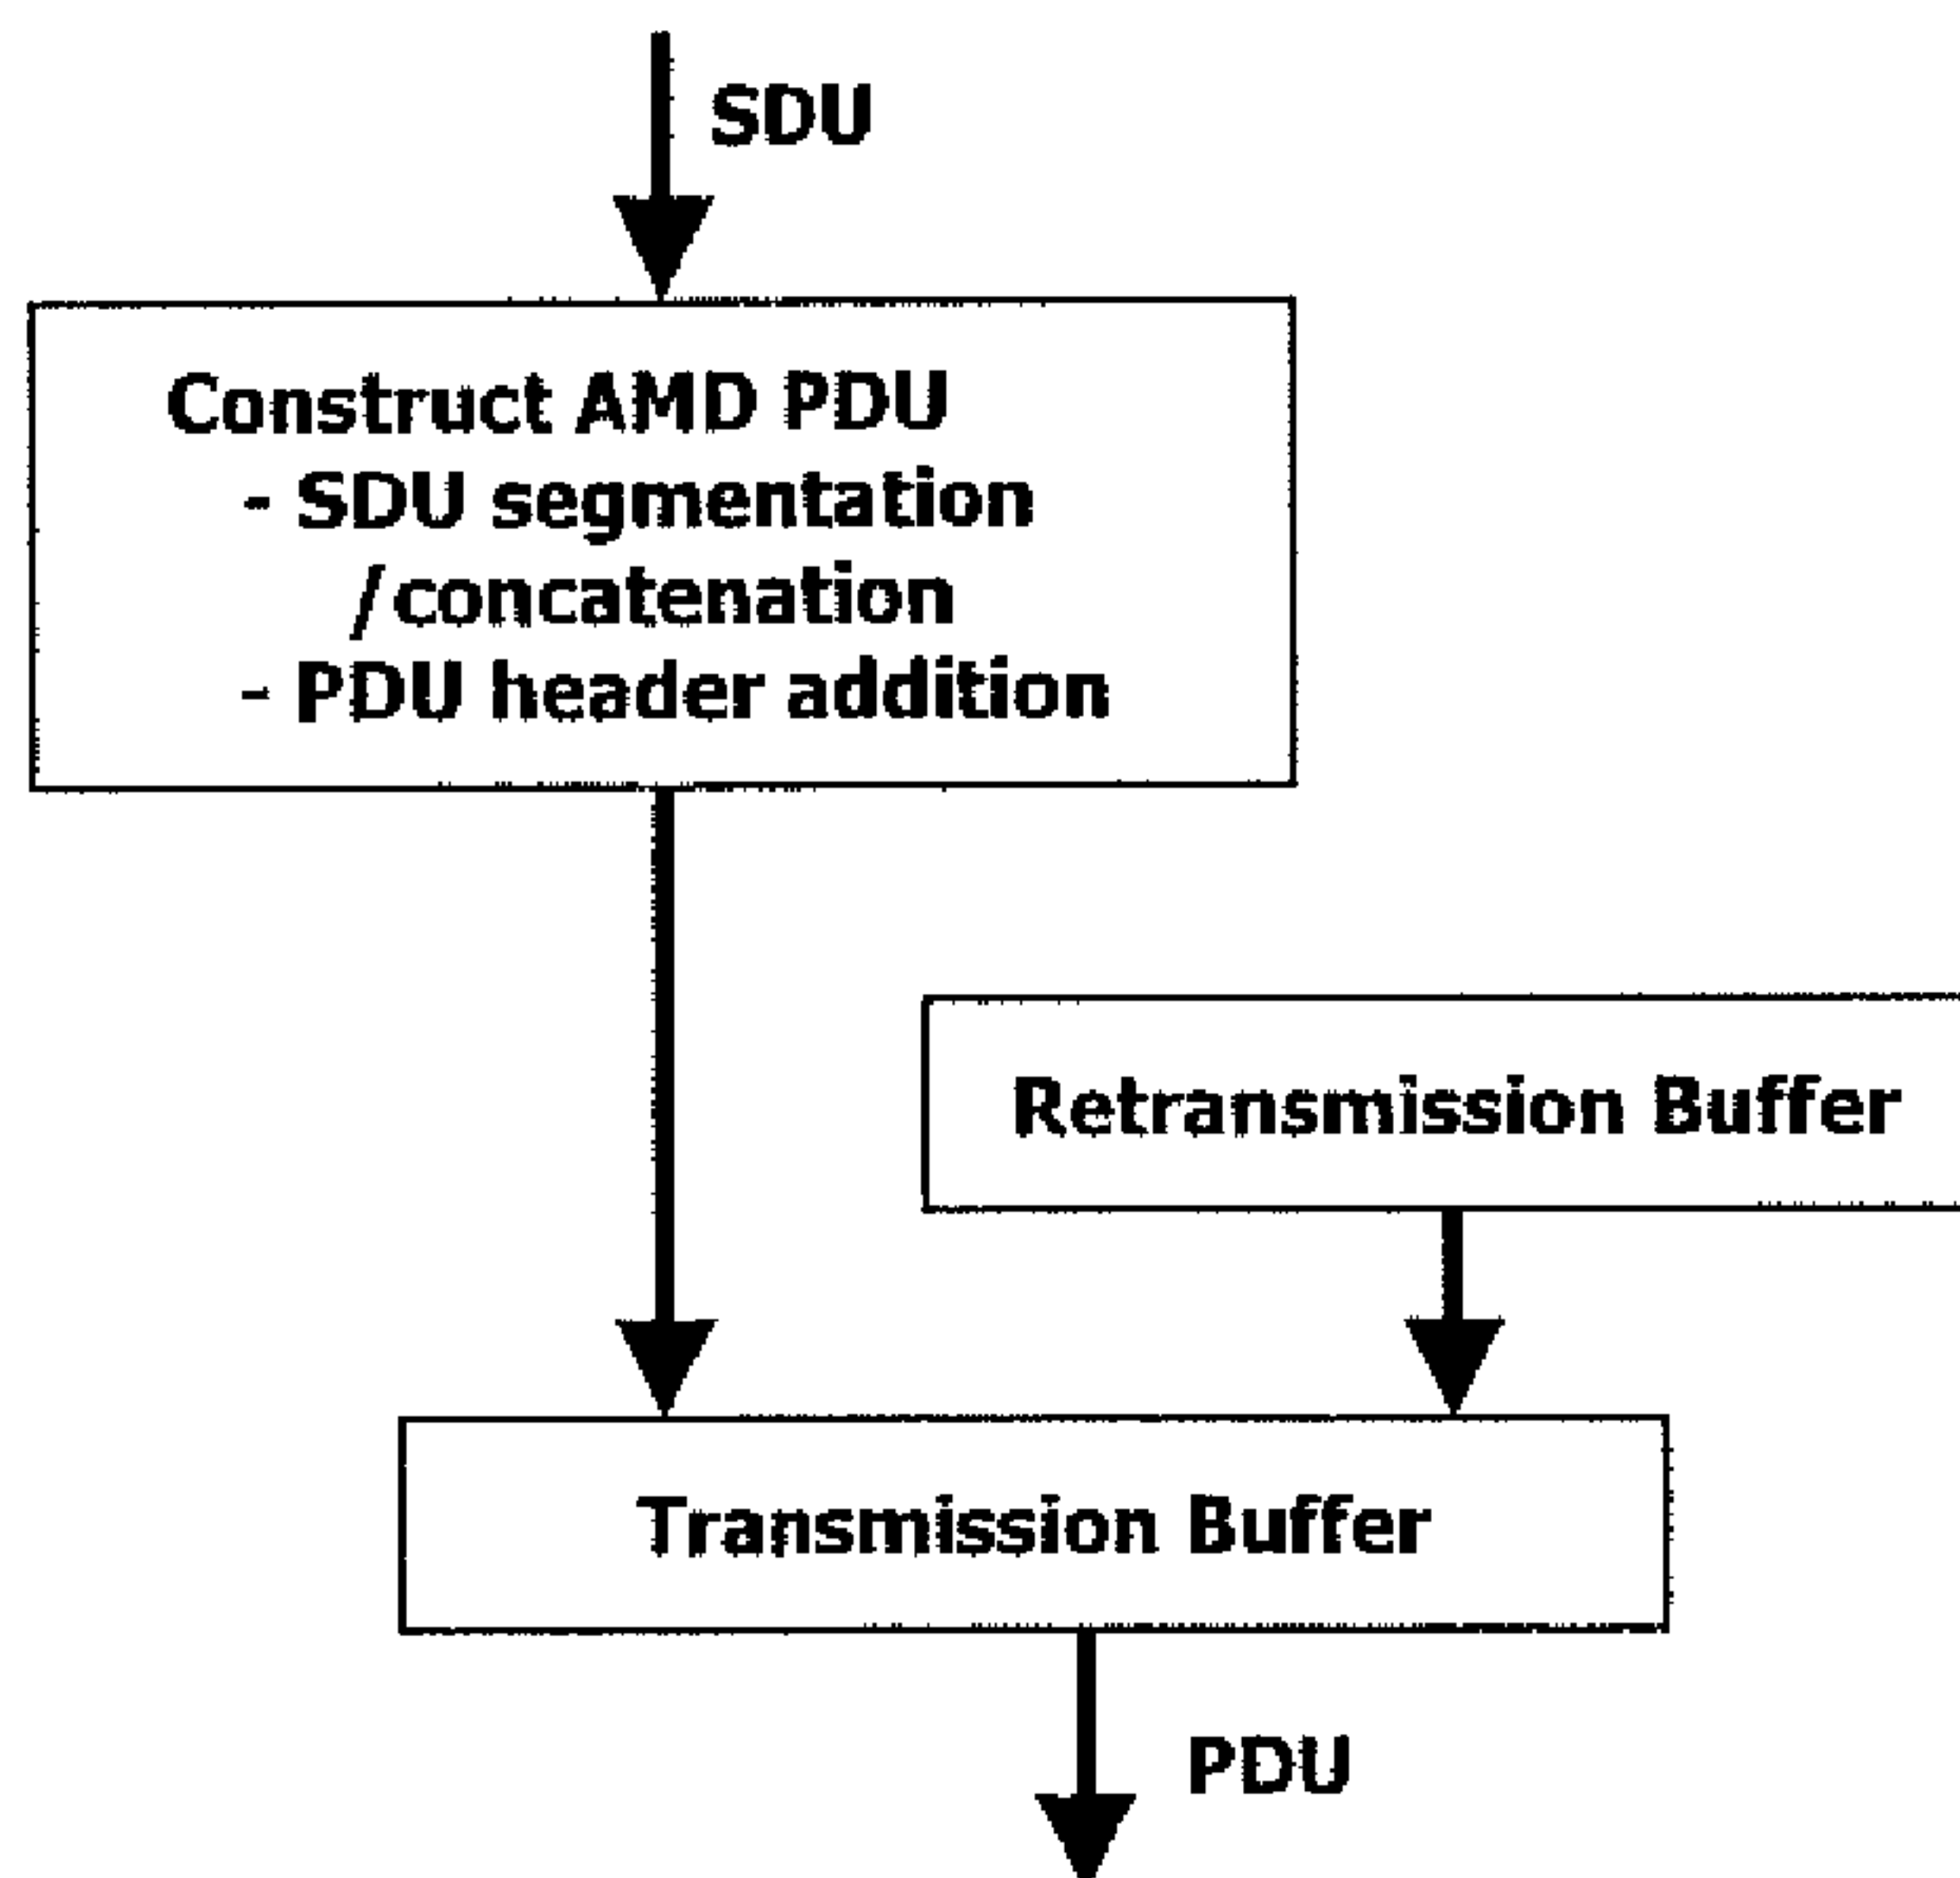 SDU
Construct AMD PDU
- SDU segmentation
/concatenation
- PDU header addition
Retransmission Buffer
Transmission Buffer
PDU